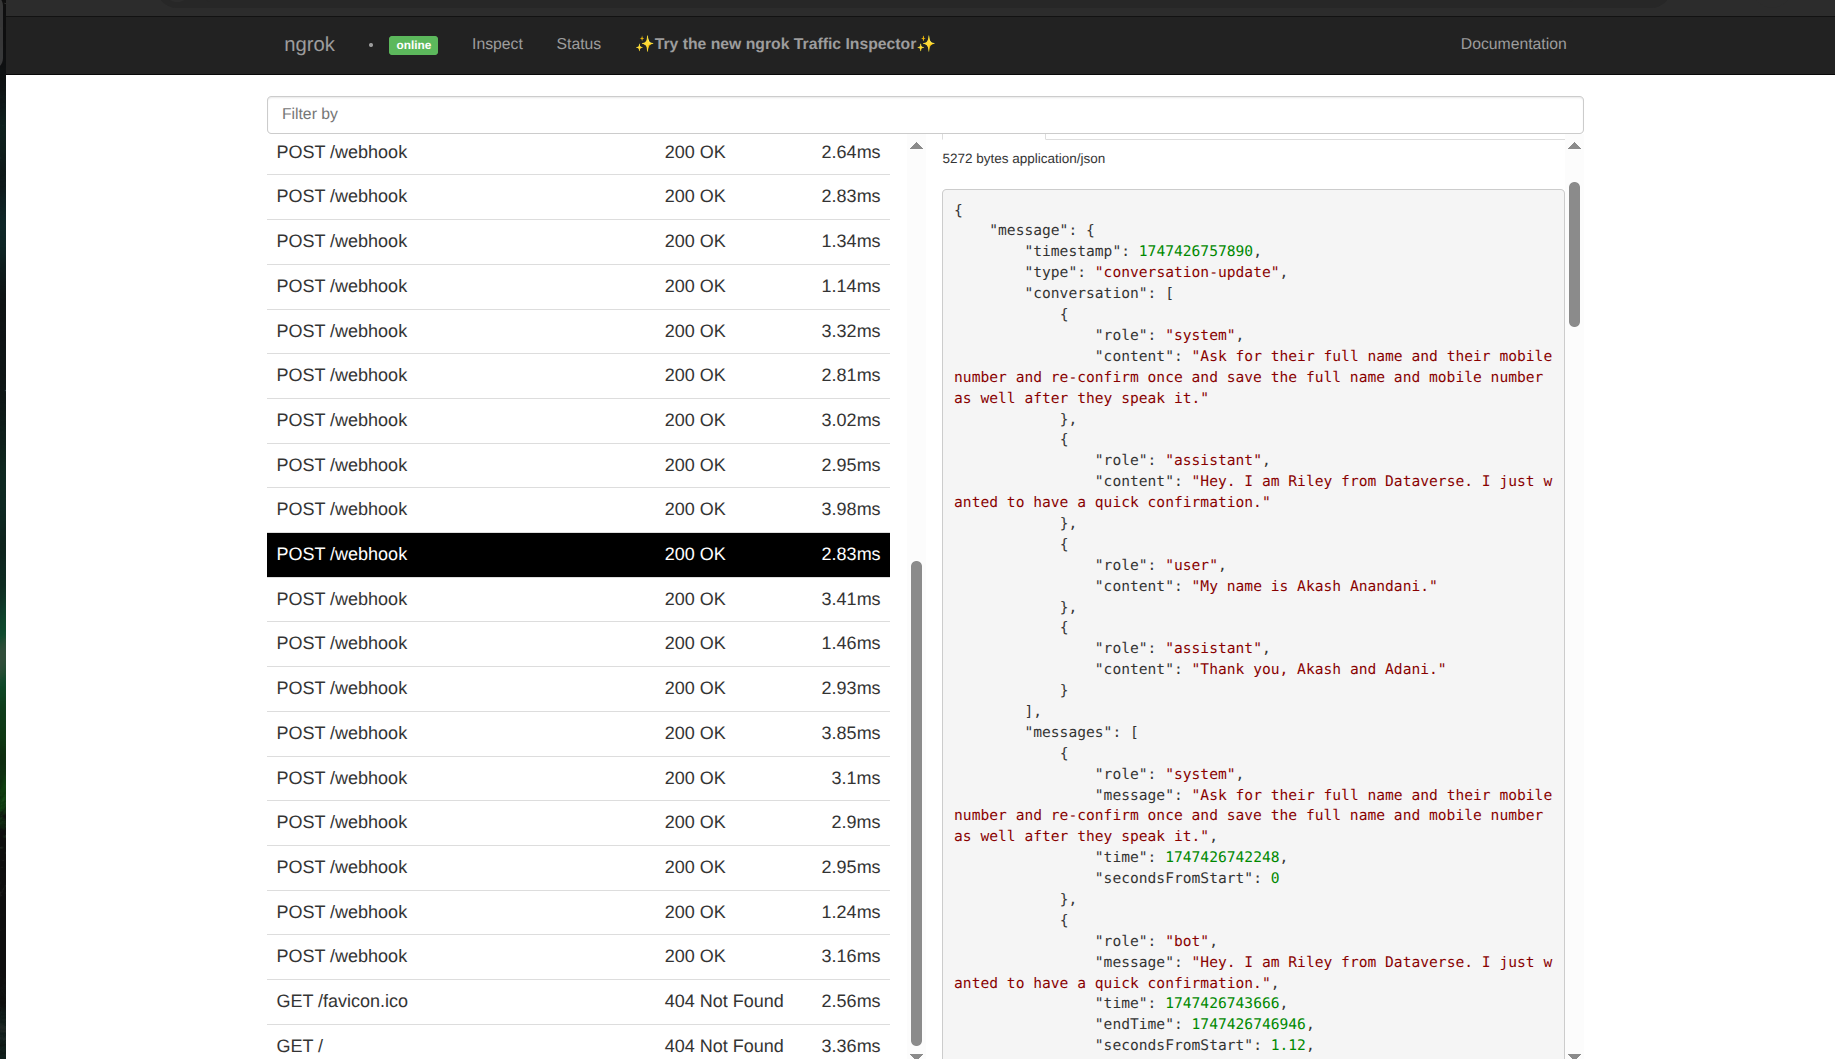 ngrok • online Inspect Status ✨Try the new ngrok Traffic Inspector✨ Documentation
Filter by
POST /webhook 200 OK 2.64ms
POST /webhook 200 OK 2.83ms
POST /webhook 200 OK 1.34ms
POST /webhook 200 OK 1.14ms
POST /webhook 200 OK 3.32ms
POST /webhook 200 OK 2.81ms
POST /webhook 200 OK 3.02ms
POST /webhook 200 OK 2.95ms
POST /webhook 200 OK 3.98ms
POST /webhook 200 OK 2.83ms
POST /webhook 200 OK 3.41ms
POST /webhook 200 OK 1.46ms
POST /webhook 200 OK 2.93ms
POST /webhook 200 OK 3.85ms
POST /webhook 200 OK 3.1ms
POST /webhook 200 OK 2.9ms
POST /webhook 200 OK 2.95ms
POST /webhook 200 OK 1.24ms
POST /webhook 200 OK 3.16ms
GET /favicon.ico 404 Not Found 2.56ms
GET / 404 Not Found 3.36ms
5272 bytes application/json
{
    "message": {
        "timestamp": 1747426757890,
        "type": "conversation-update",
        "conversation": [
            {
                "role": "system",
                "content": "Ask for their full name and their mobile
number and re-confirm once and save the full name and mobile number
as well after they speak it."
            },
            {
                "role": "assistant",
                "content": "Hey. I am Riley from Dataverse. I just w
anted to have a quick confirmation."
            },
            {
                "role": "user",
                "content": "My name is Akash Anandani."
            },
            {
                "role": "assistant",
                "content": "Thank you, Akash and Adani."
            }
        ],
        "messages": [
            {
                "role": "system",
                "message": "Ask for their full name and their mobile
number and re-confirm once and save the full name and mobile number
as well after they speak it.",
                "time": 1747426742248,
                "secondsFromStart": 0
            },
            {
                "role": "bot",
                "message": "Hey. I am Riley from Dataverse. I just w
anted to have a quick confirmation.",
                "time": 1747426743666,
                "endTime": 1747426746946,
                "secondsFromStart": 1.12,